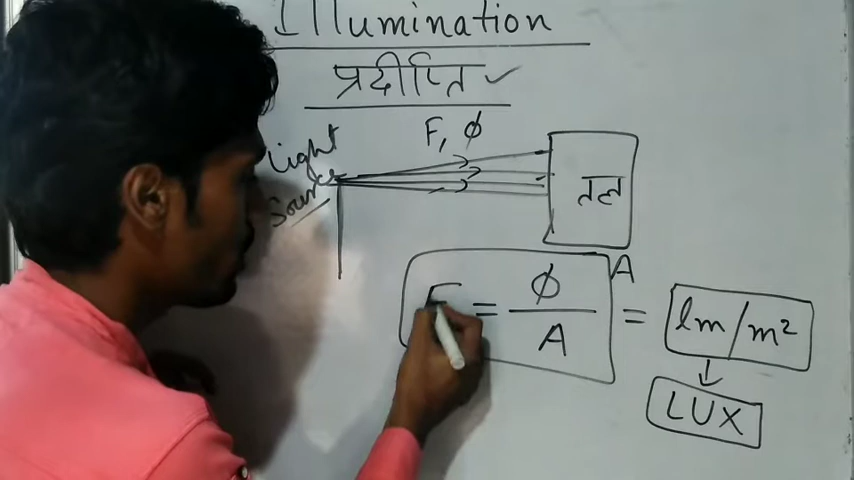 Illumination
प्रदीप्ति ✓
F, ϕ
Light
Source
तल
A
E = ϕ / A = lm/m²
LUX